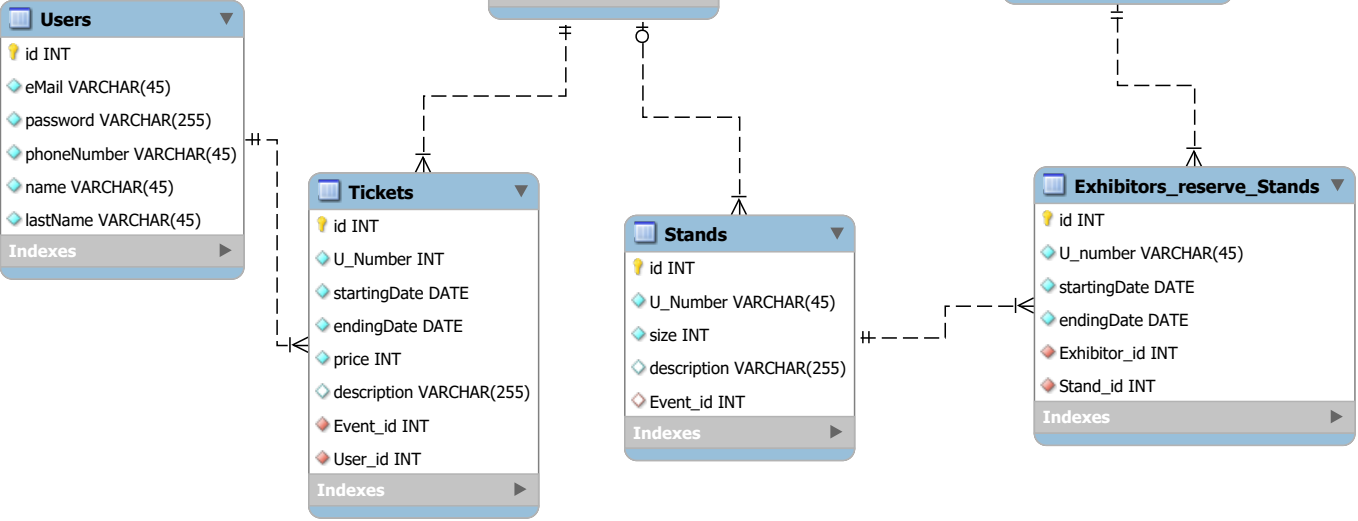 Users
id INT
eMail VARCHAR(45)
password VARCHAR(255)
phoneNumber VARCHAR(45)
name VARCHAR(45)
lastName VARCHAR(45)
Indexes
Tickets
id INT
U_Number INT
startingDate DATE
endingDate DATE
price INT
description VARCHAR(255)
Event_id INT
User_id INT
Indexes
Stands
id INT
U_Number VARCHAR(45)
size INT
description VARCHAR(255)
Event_id INT
Indexes
Exhibitors_reserve_Stands
id INT
U_number VARCHAR(45)
startingDate DATE
endingDate DATE
Exhibitor_id INT
Stand_id INT
Indexes